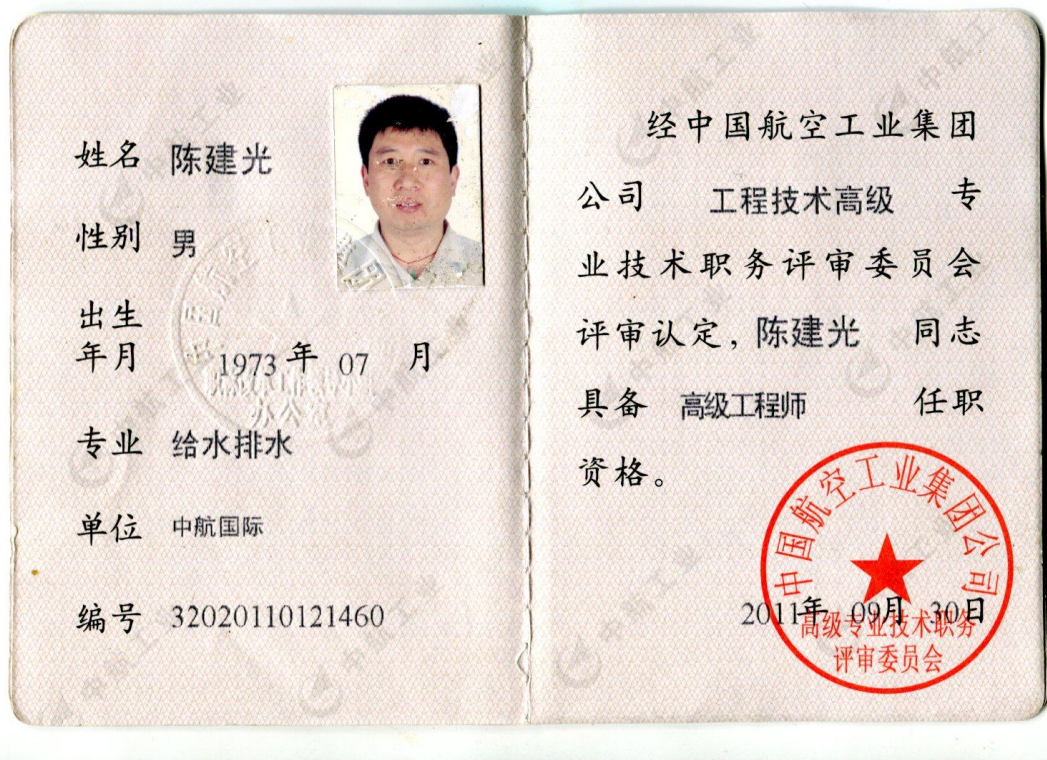 姓名 陈建光
性别 男
出生
年月 1973 年 07 月
专业 给水排水
单位 中航国际
编号 32020110121460
经中国航空工业集团
公司 工程技术高级 专
业技术职务评审委员会
评审认定，陈建光 同志
具备 高级工程师 任职
资格。
中国航空工业集团公司
2011年 09月 30日
高级专业技术职务
评审委员会
中航工业